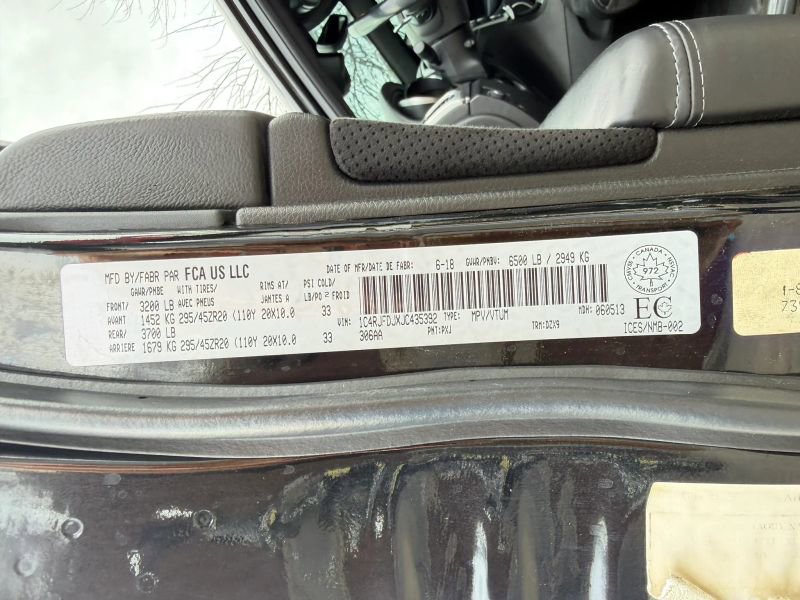 MFD BY/FABR PAR FCA US LLC DATE OF MFR/DATE DE FABR: 6-18 GVWR/PNBV: 6500 LB / 2949 KG
GAWR/PNBE WITH TIRES/ RIMS AT/ PSI COLD/
AVEC PNEUS JANTES A LB/PO² FROID
FRONT/ 3200 LB
AVANT 1452 KG 295/45ZR20 (110Y 20X10.0 33
REAR/ 3700 LB
ARRIERE 1679 KG 295/45ZR20 (110Y 20X10.0 33
1C4RJFDJXJC435392 TYPE: MPV/VTUM MDH: 060513
306AA PNT: PXJ TRM: DZX9
CANADA
972
TRANSPORT
EC
ICES/NMB-002